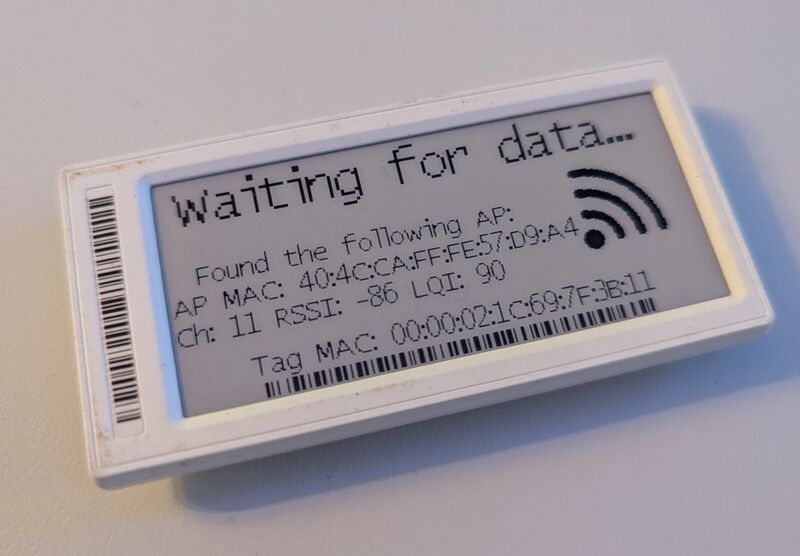 Waiting for data…
Found the following AP:
AP MAC: 40:4C:CA:FF:FE:57:D9:A4
Ch: 11 RSSI: -86 LQI: 90
Tag MAC: 00:00:02:1C:69:7F:3B:11